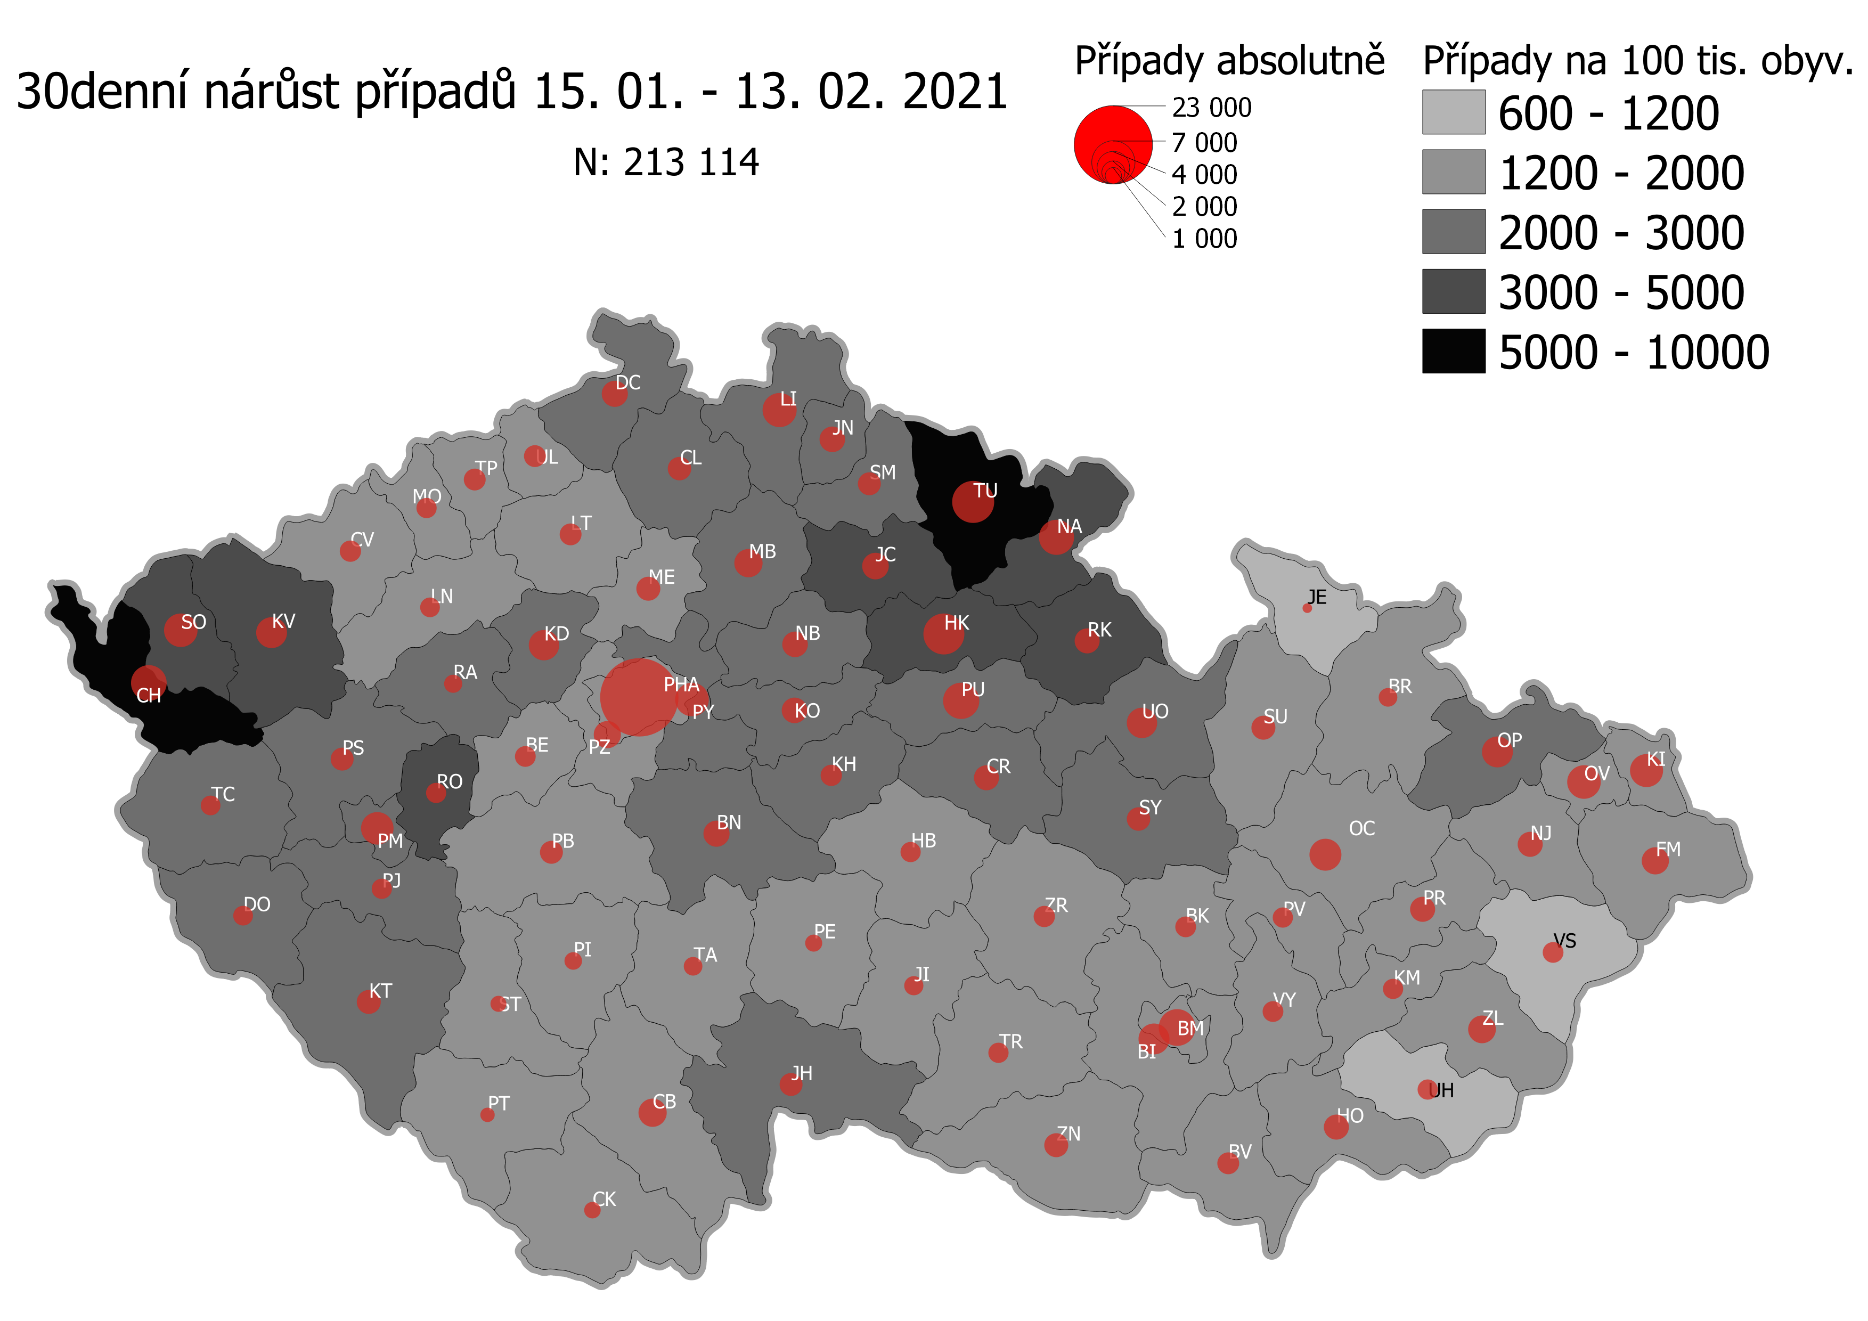 30denní nárůst případů 15. 01. - 13. 02. 2021
N: 213 114
Případy absolutně
23 000
7 000
4 000
2 000
1 000
Případy na 100 tis. obyv.
600 - 1200
1200 - 2000
2000 - 3000
3000 - 5000
5000 - 10000
DC
LI
JN
CL
UL
TP
SM
MO
TU
LT
NA
CV
MB
JC
ME
LN
JE
SO
KV
KD
NB
HK
RK
RA
CH
PHA
PY
KO
PU
UO
SU
BR
PS
BE
PZ
OP
KH
CR
KI
OV
TC
RO
PM
BN
SY
PB
HB
OC
NJ
FM
PJ
DO
PE
ZR
BK
PV
PR
VS
PI
TA
JI
KM
KT
ST
VY
ZL
TR
BI
BM
JH
UH
PT
CB
ZN
HO
BV
CK